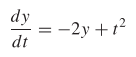 dy/dt = −2y + t²